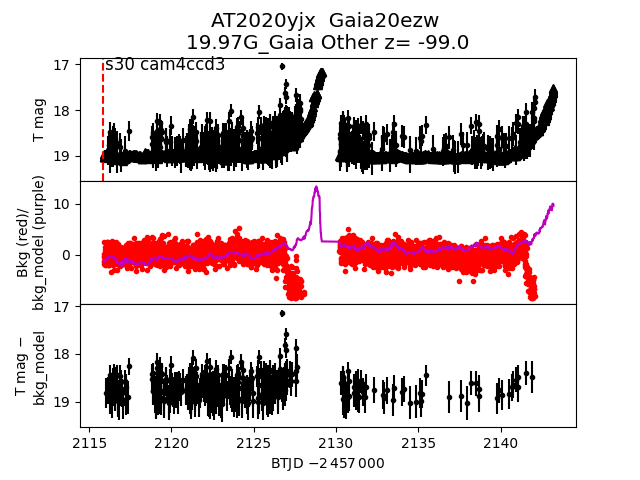 AT2020yjx  Gaia20ezw
19.97G_Gaia Other z= -99.0
s30 cam4ccd3
17
18
19
T mag
10
0
Bkg (red)/
bkg_model (purple)
17
18
19
T mag −
bkg_model
2115
2120
2125
2130
2135
2140
BTJD −2 457 000